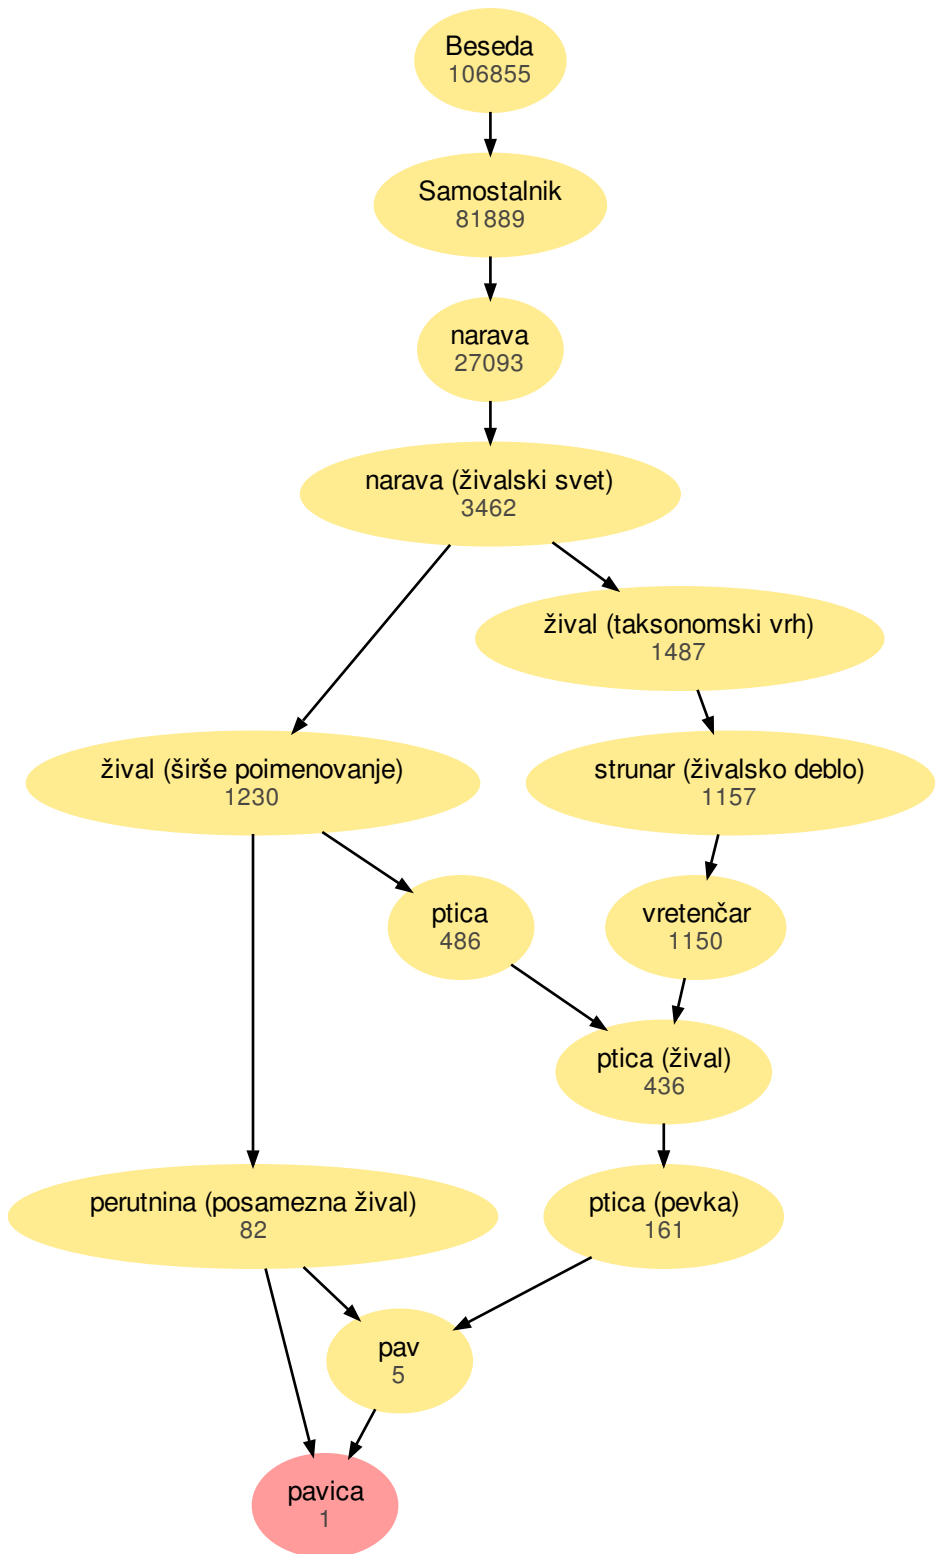 Beseda
106855
Samostalnik
81889
narava
27093
narava (živalski svet)
3462
žival (taksonomski vrh)
1487
žival (širše poimenovanje)
1230
strunar (živalsko deblo)
1157
ptica
486
vretenčar
1150
ptica (žival)
436
perutnina (posamezna žival)
82
ptica (pevka)
161
pav
5
pavica
1